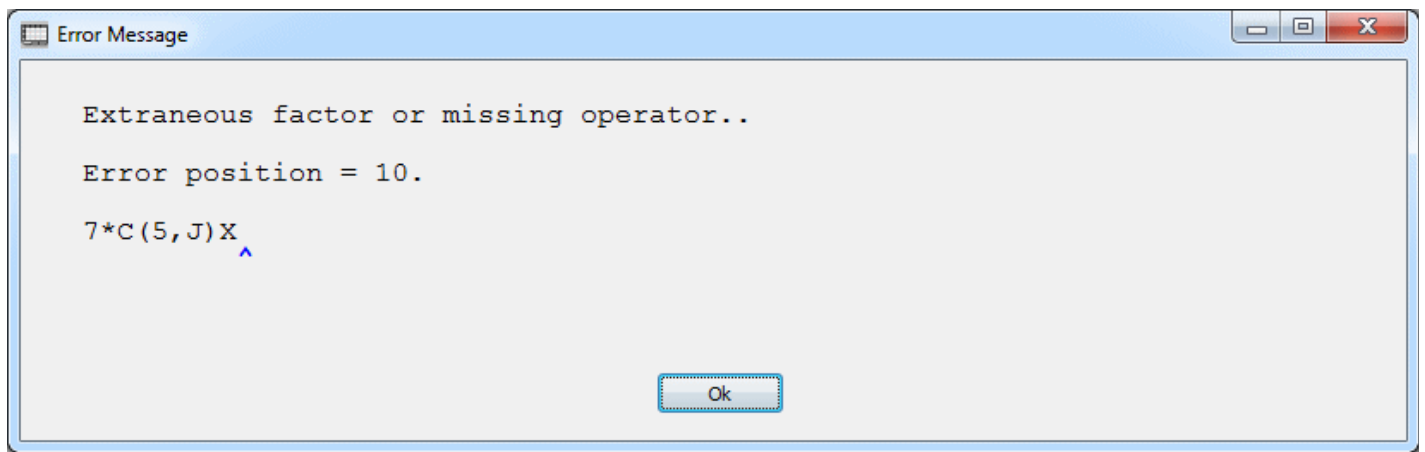 Error Message
Extraneous factor or missing operator..
Error position = 10.
7*C(5,J)X
^
Ok